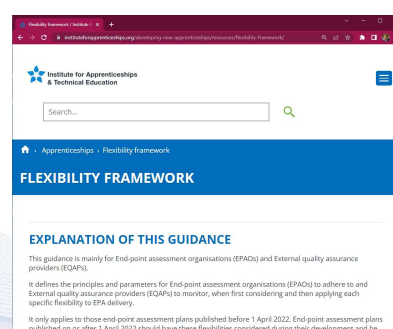 Flexibility framework / Institute f
instituteforapprenticeships.org/developing-new-apprenticeships/resources/flexibility-framework/
Institute for Apprenticeships
& Technical Education
Search...
Apprenticeships › Flexibility framework
FLEXIBILITY FRAMEWORK
EXPLANATION OF THIS GUIDANCE
This guidance is mainly for End-point assessment organisations (EPAOs) and External quality assurance
providers (EQAPs).
It defines the principles and parameters for End-point assessment organisations (EPAOs) to adhere to and
External quality assurance providers (EQAPs) to monitor, when first considering and then applying each
specific flexibility to EPA delivery.
It only applies to those end-point assessment plans published before 1 April 2022. End-point assessment plans
published on or after 1 April 2022 should have these flexibilities considered during their development and be